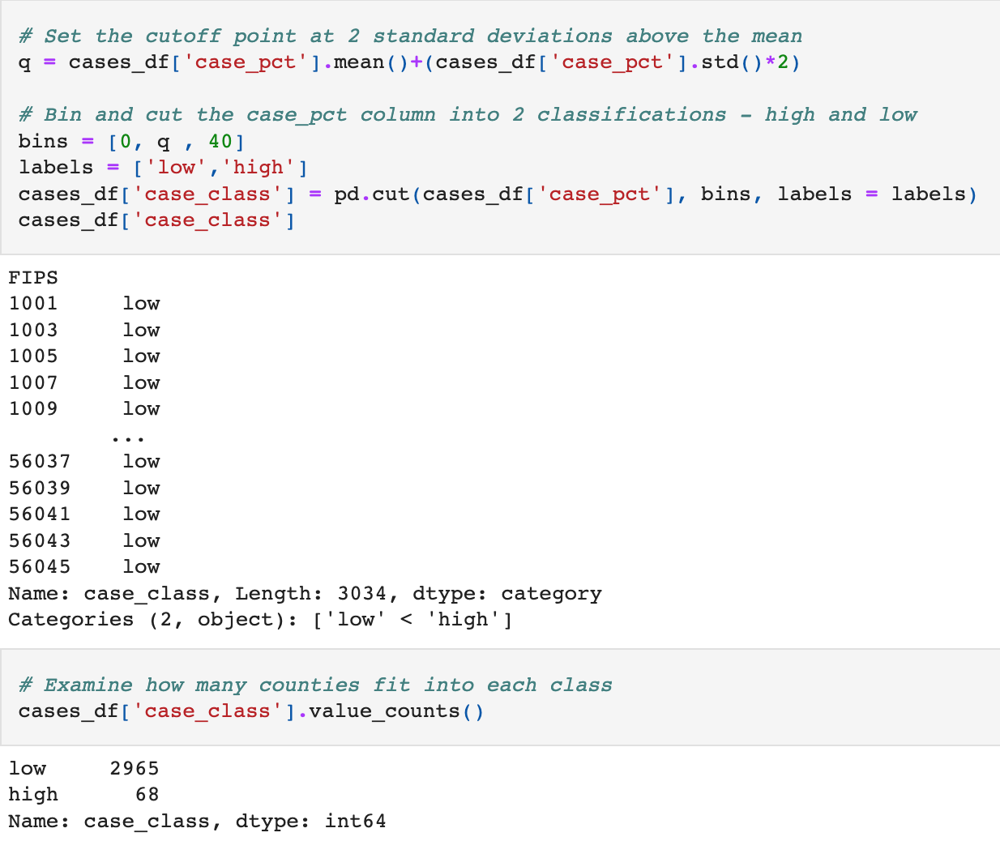 # Set the cutoff point at 2 standard deviations above the mean
q = cases_df['case_pct'].mean()+(cases_df['case_pct'].std()*2)
# Bin and cut the case_pct column into 2 classifications – high and low
bins = [0, q , 40]
labels = ['low','high']
cases_df['case_class'] = pd.cut(cases_df['case_pct'], bins, labels = labels)
cases_df['case_class']
FIPS
1001     low
1003     low
1005     low
1007     low
1009     low
...
56037    low
56039    low
56041    low
56043    low
56045    low
Name: case_class, Length: 3034, dtype: category
Categories (2, object): ['low' < 'high']
# Examine how many counties fit into each class
cases_df['case_class'].value_counts()
low     2965
high      68
Name: case_class, dtype: int64